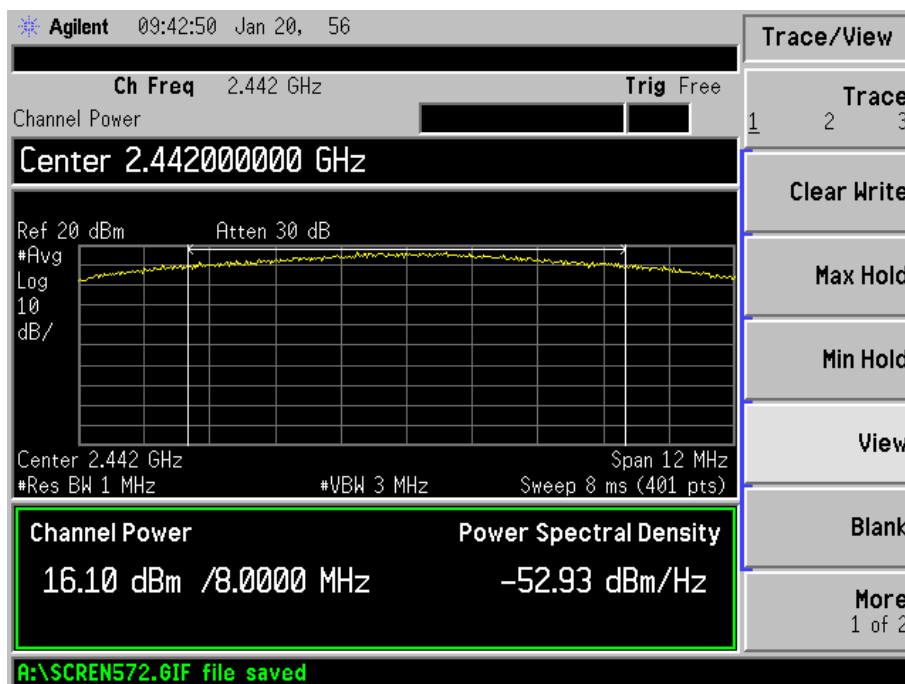 Agilent 09:42:50 Jan 20, 56
Ch Freq 2.442 GHz Trig Free
Channel Power
Center 2.442000000 GHz
Ref 20 dBm Atten 30 dB
#Avg
Log
10
dB/
Center 2.442 GHz Span 12 MHz
#Res BW 1 MHz #VBW 3 MHz Sweep 8 ms (401 pts)
Channel Power Power Spectral Density
16.10 dBm /8.0000 MHz -52.93 dBm/Hz
A:\SCREN572.GIF file saved
Trace/View
Trace
1 2 3
Clear Write
Max Hold
Min Hold
View
Blank
More
1 of 2